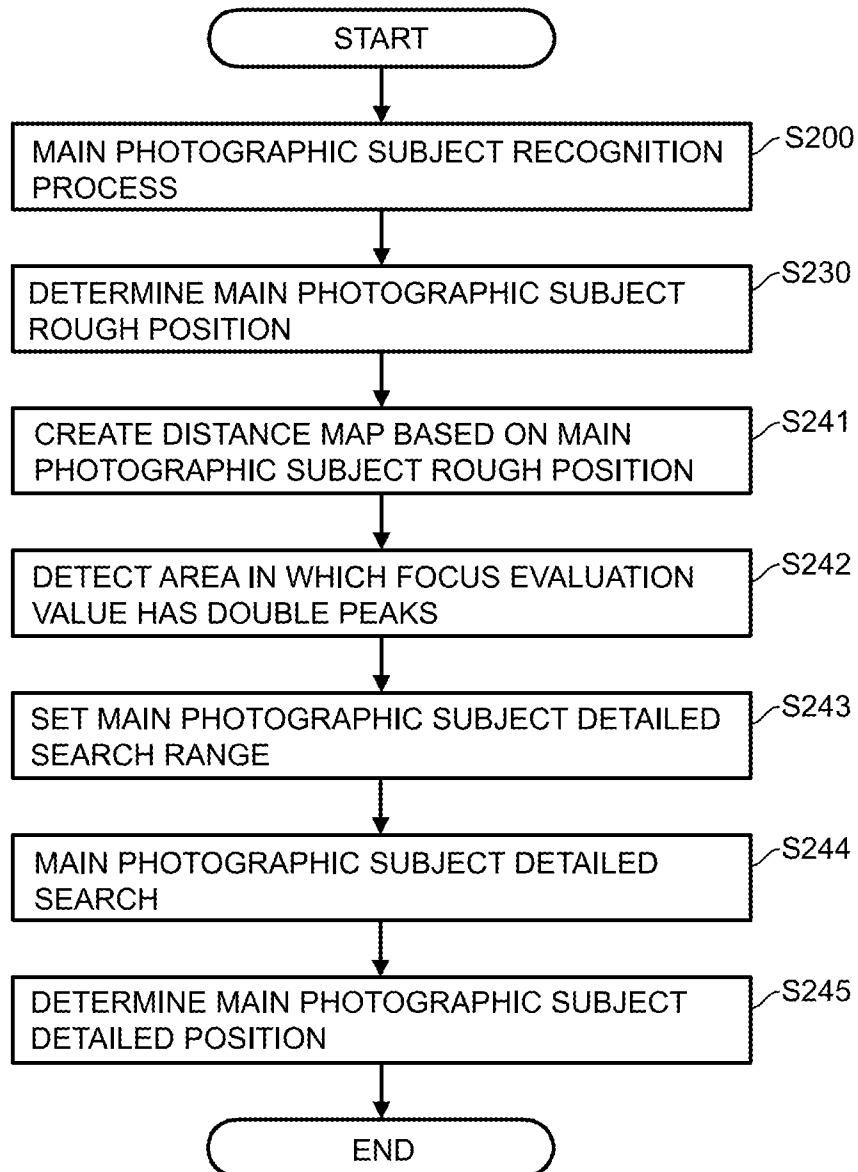 START
MAIN PHOTOGRAPHIC SUBJECT RECOGNITION
PROCESS
S200
DETERMINE MAIN PHOTOGRAPHIC SUBJECT
ROUGH POSITION
S230
CREATE DISTANCE MAP BASED ON MAIN
PHOTOGRAPHIC SUBJECT ROUGH POSITION
S241
DETECT AREA IN WHICH FOCUS EVALUATION
VALUE HAS DOUBLE PEAKS
S242
SET MAIN PHOTOGRAPHIC SUBJECT DETAILED
SEARCH RANGE
S243
MAIN PHOTOGRAPHIC SUBJECT DETAILED
SEARCH
S244
DETERMINE MAIN PHOTOGRAPHIC SUBJECT
DETAILED POSITION
S245
END